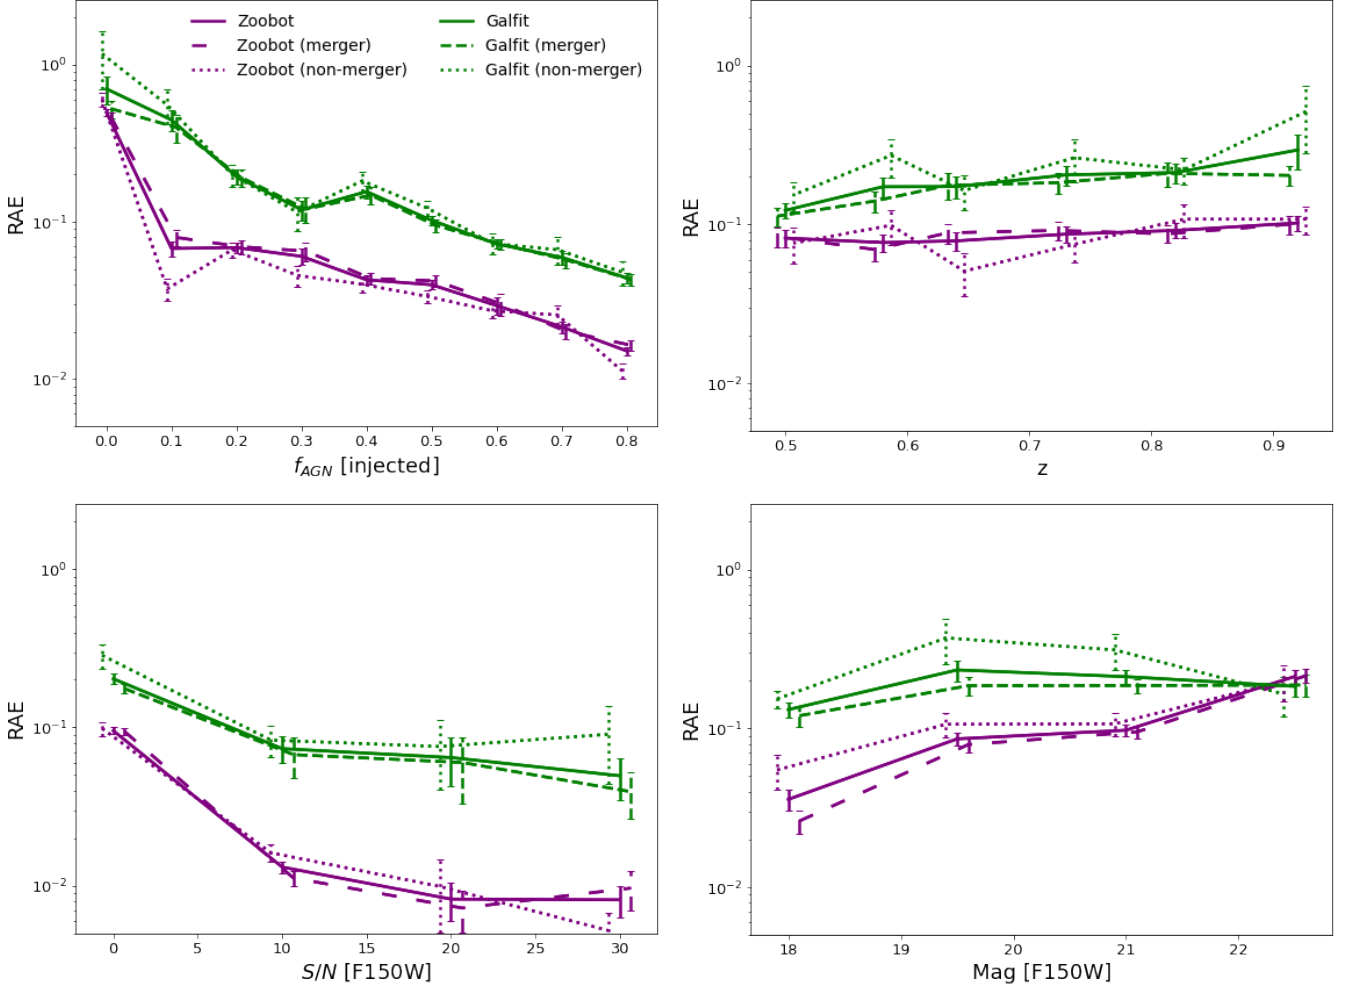 Zoobot
Zoobot (merger)
Zoobot (non-merger)
Galfit
Galfit (merger)
Galfit (non-merger)
RAE
10⁰
10⁻¹
10⁻²
0.0 0.1 0.2 0.3 0.4 0.5 0.6 0.7 0.8
f_AGN [injected]
RAE
10⁰
10⁻¹
10⁻²
0.5 0.6 0.7 0.8 0.9
z
RAE
10⁰
10⁻¹
10⁻²
0 5 10 15 20 25 30
S/N [F150W]
RAE
10⁰
10⁻¹
10⁻²
18 19 20 21 22
Mag [F150W]